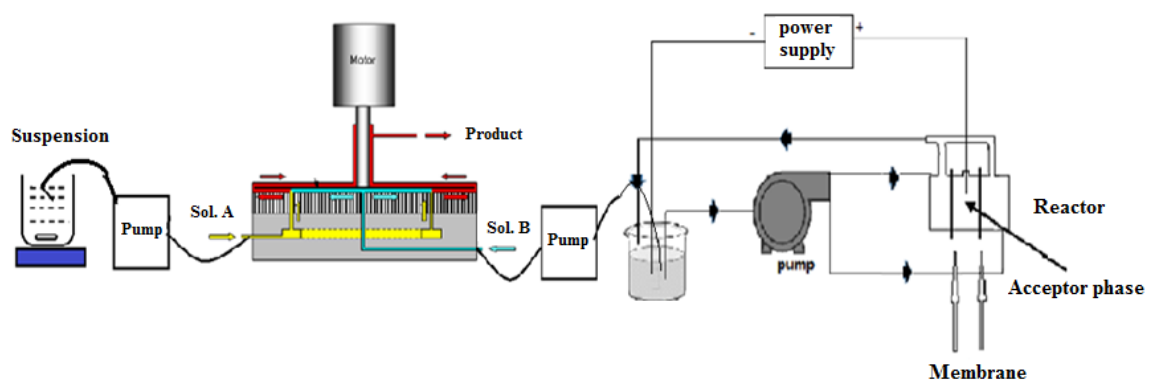 Motor
Suspension
Product
Sol. A
Pump
Sol. B
Pump
-
power
supply
+
pump
Reactor
Acceptor phase
Membrane